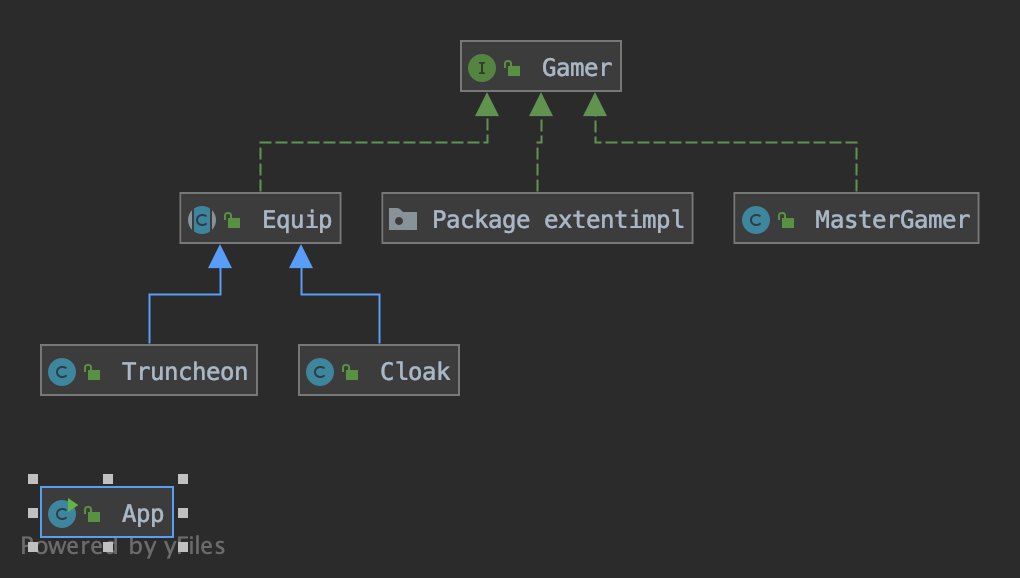 Gamer
Equip
Package extentimpl
MasterGamer
Truncheon
Cloak
App
Powered by yFiles